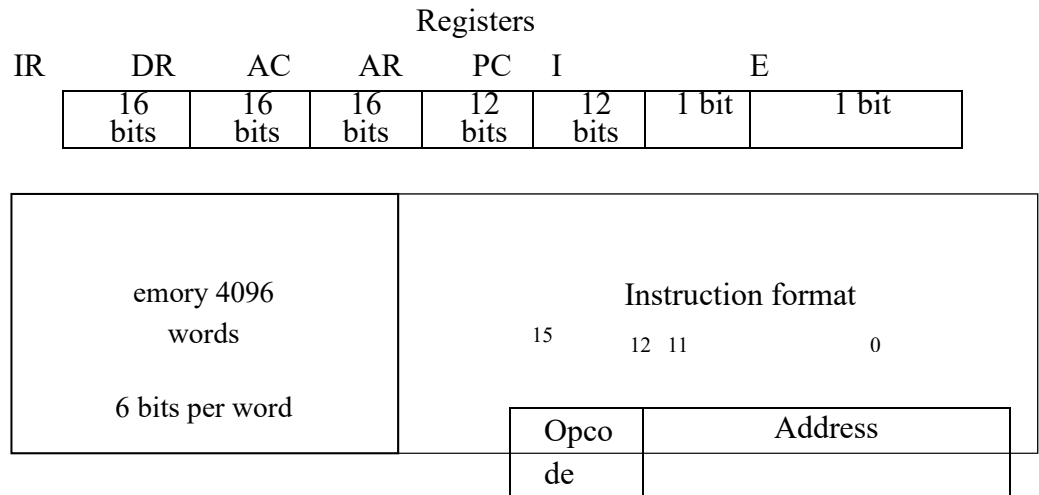 Registers
IR DR AC AR PC I E
16 16 16 12 12 1 bit 1 bit
bits bits bits bits bits
emory 4096
words
6 bits per word
Instruction format
15 12 11 0
Opco Address
de